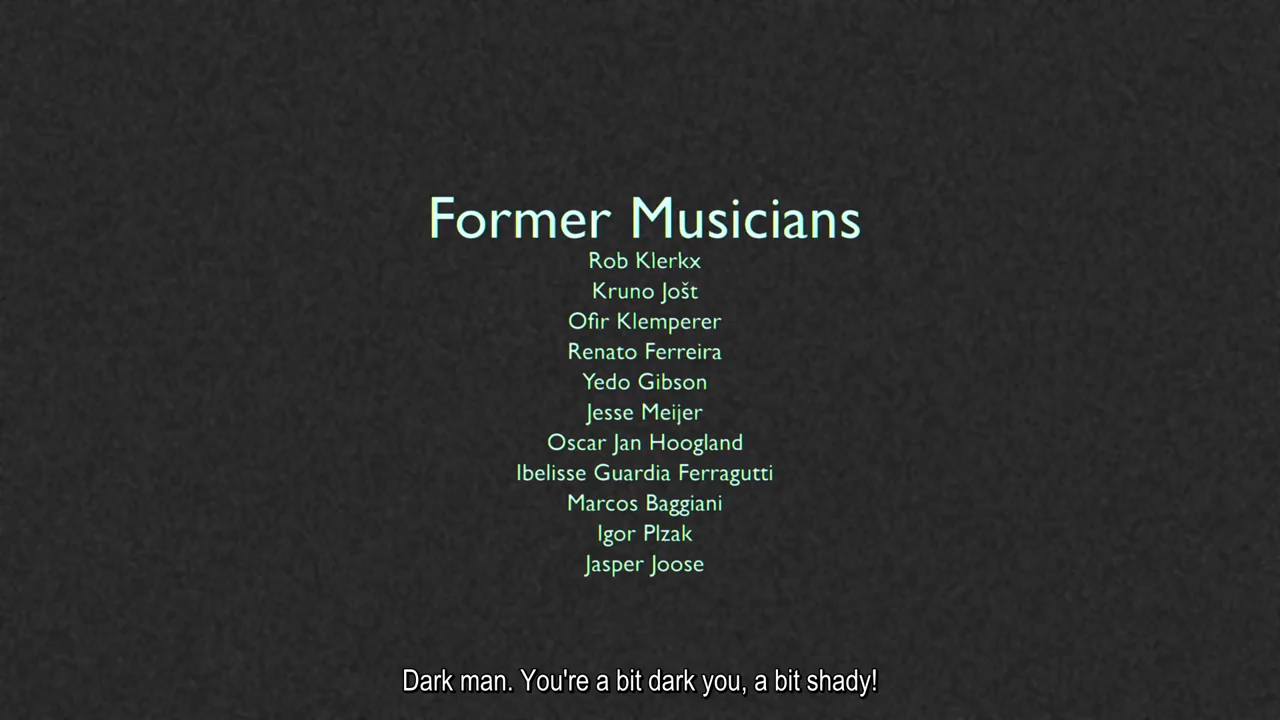 Former Musicians
Rob Klerkx
Kruno Jošt
Ofir Klemperer
Renato Ferreira
Yedo Gibson
Jesse Meijer
Oscar Jan Hoogland
Ibelisse Guardia Ferragutti
Marcos Baggiani
Igor Plzak
Jasper Joose
Dark man. You're a bit dark you, a bit shady!